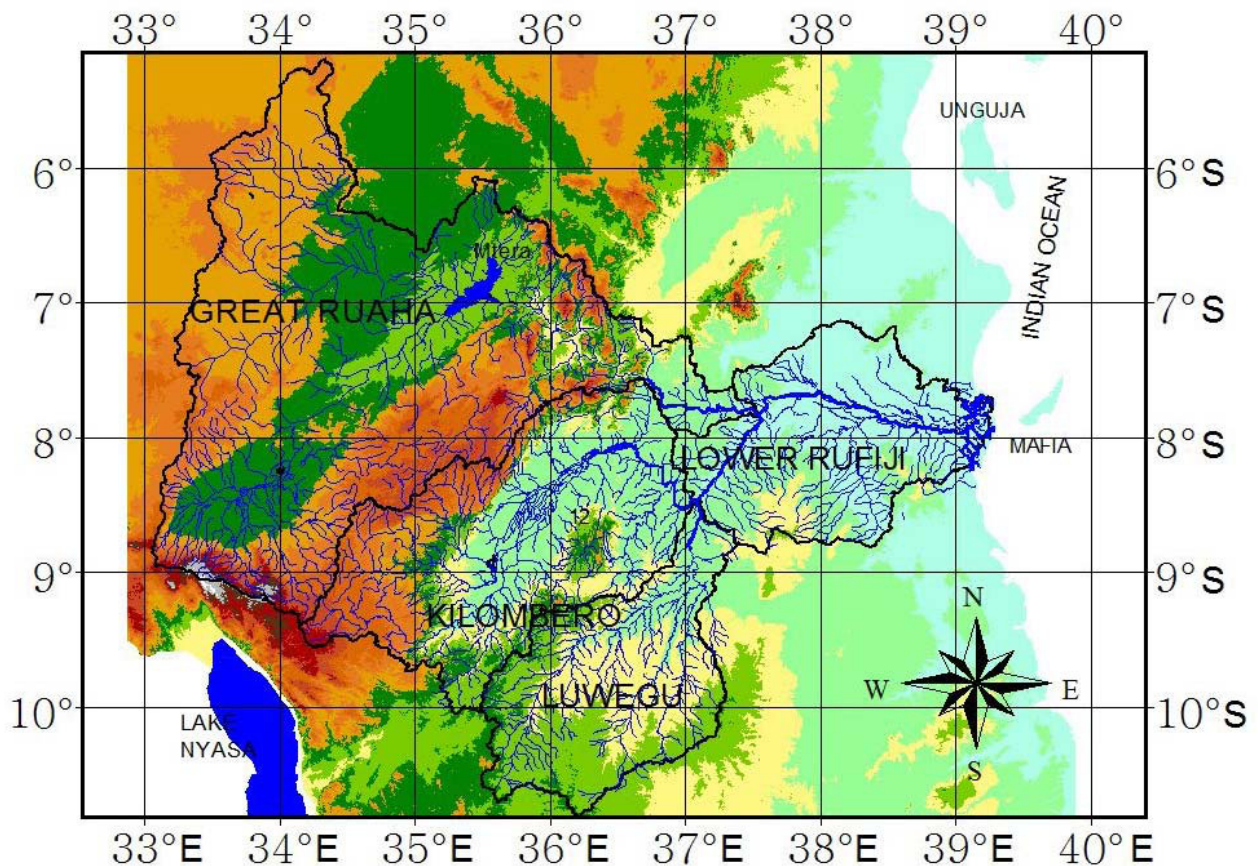 33° 34° 35° 36° 37° 38° 39° 40°
UNGUJA
6° 6°S
INDIAN OCEAN
Mtera
7° GREAT RUAHA 7°S
8° 8°S
MAFIA
LOWER RUFIJI
12
9° 9°S
KILOMBERO
N
LUWEGU
W E
10° 10°S
LAKE
NYASA
S
33°E 34°E 35°E 36°E 37°E 38°E 39°E 40°E